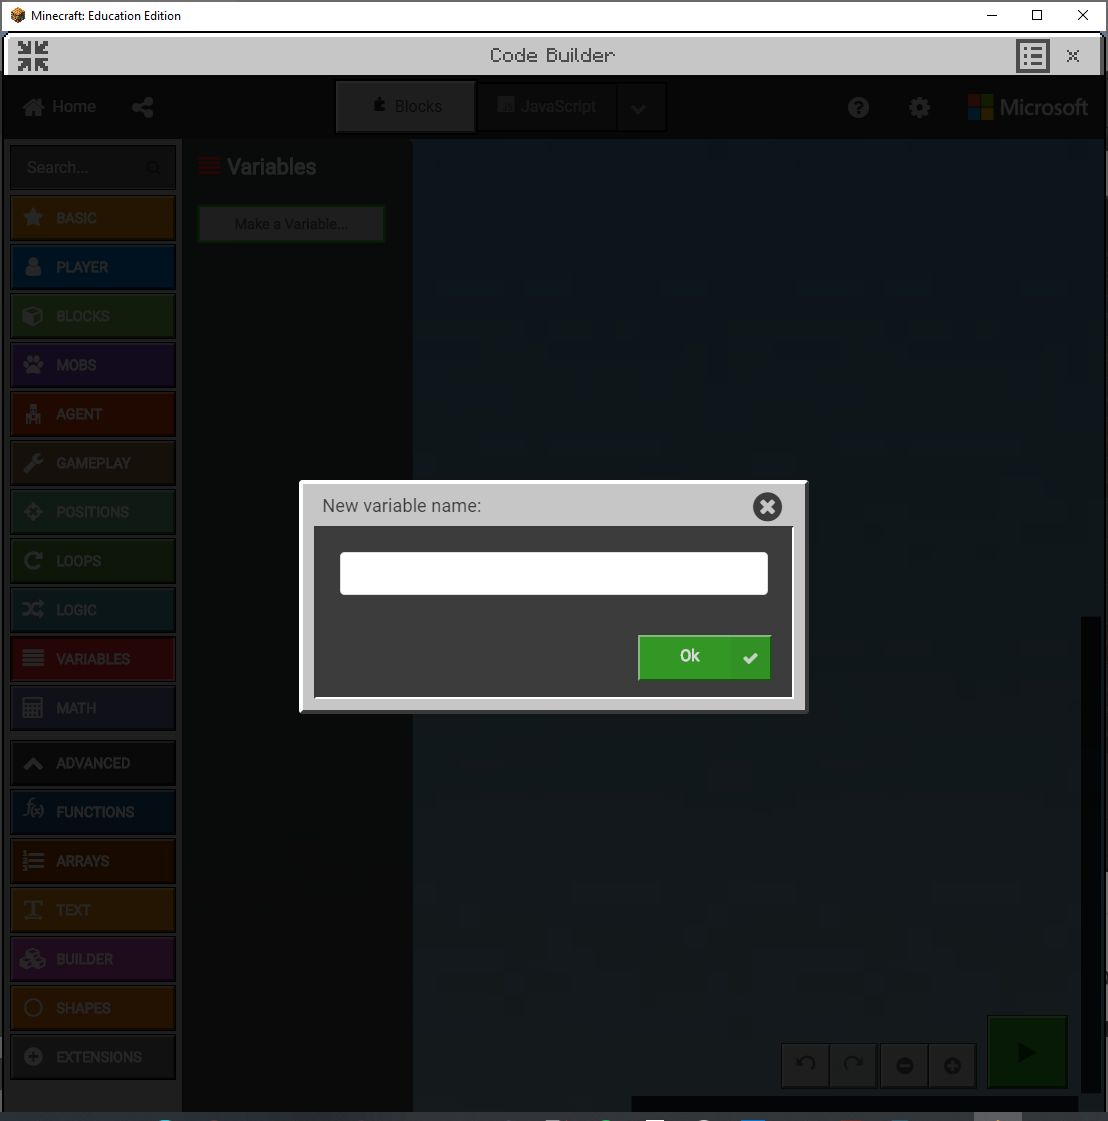 Minecraft: Education Edition
Code Builder
Home
Blocks
JavaScript
Microsoft
Search...
Variables
Make a Variable...
BASIC
PLAYER
BLOCKS
MOBS
AGENT
GAMEPLAY
POSITIONS
LOOPS
LOGIC
VARIABLES
MATH
ADVANCED
FUNCTIONS
ARRAYS
TEXT
BUILDER
SHAPES
EXTENSIONS
New variable name:
Ok